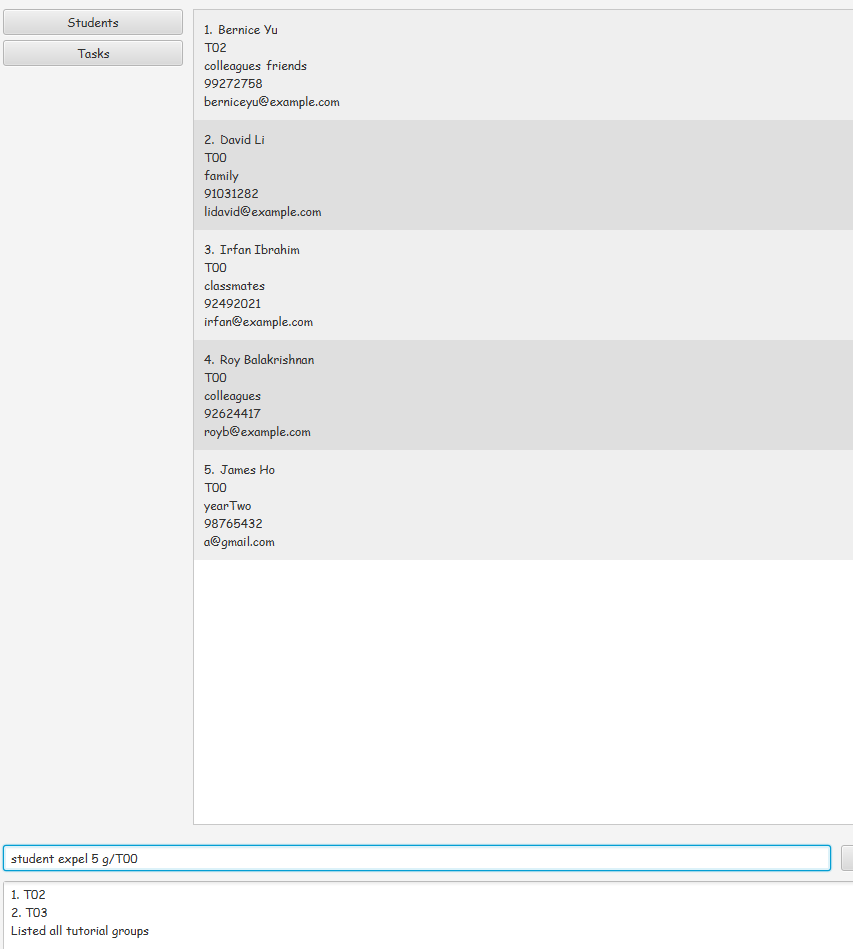 Students
Tasks
1. Bernice Yu
T02
colleagues friends
99272758
berniceyu@example.com
2. David Li
T00
family
91031282
lidavid@example.com
3. Irfan Ibrahim
T00
classmates
92492021
irfan@example.com
4. Roy Balakrishnan
T00
colleagues
92624417
royb@example.com
5. James Ho
T00
yearTwo
98765432
a@gmail.com
student expel 5 g/T00
1. T02
2. T03
Listed all tutorial groups